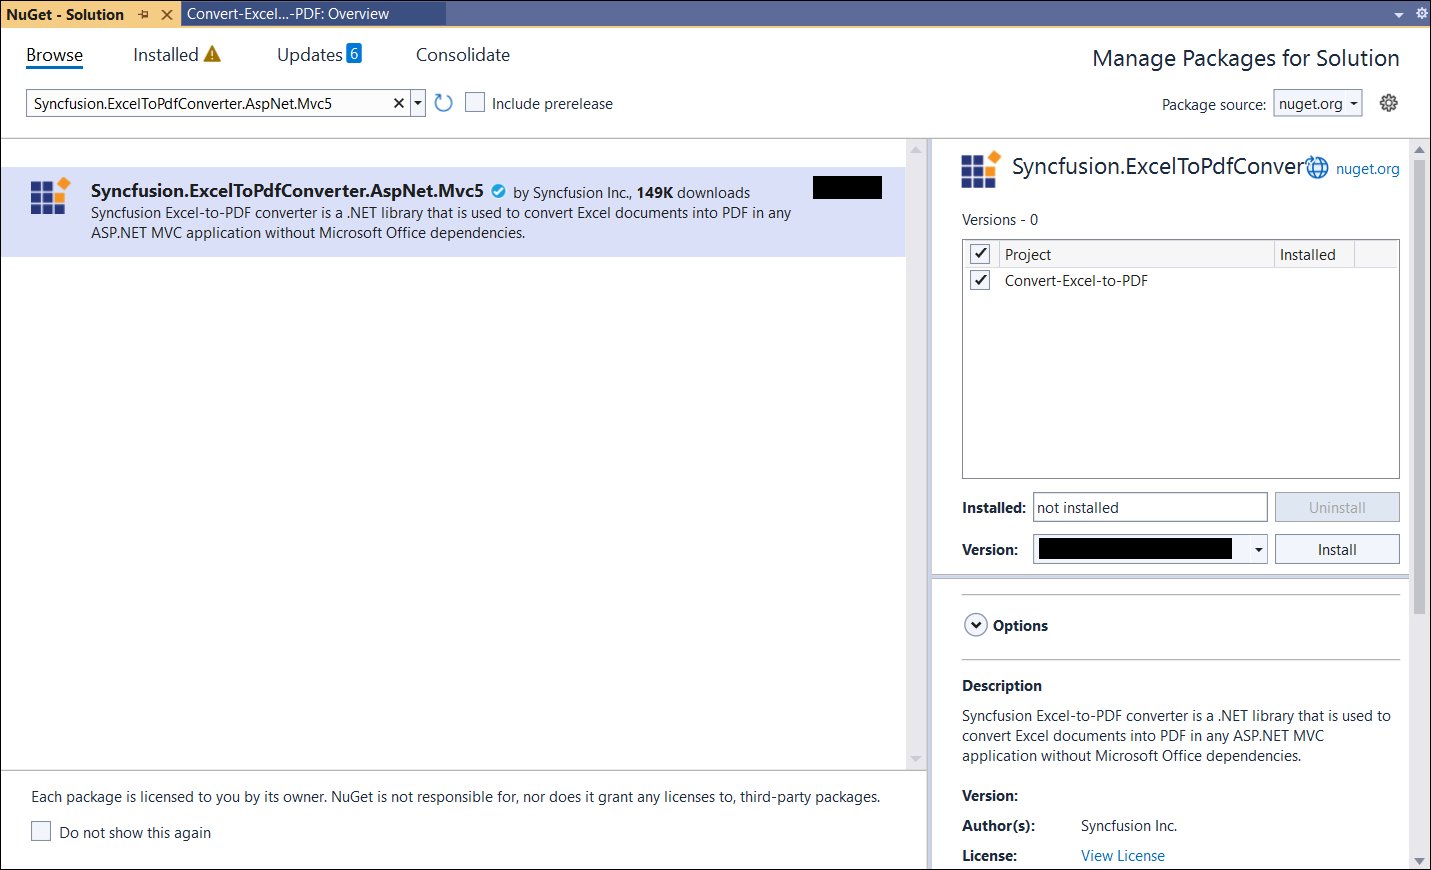 NuGet - Solution
Convert-Excel...-PDF: Overview
Browse
Installed
Updates 6
Consolidate
Manage Packages for Solution
Syncfusion.ExcelToPdfConverter.AspNet.Mvc5
Include prerelease
Package source: nuget.org
Syncfusion.ExcelToPdfConverter.AspNet.Mvc5 by Syncfusion Inc., 149K downloads
Syncfusion Excel-to-PDF converter is a .NET library that is used to convert Excel documents into PDF in any
ASP.NET MVC application without Microsoft Office dependencies.
Syncfusion.ExcelToPdfConver
nuget.org
Versions - 0
Project Installed
Convert-Excel-to-PDF
Installed: not installed Uninstall
Version: Install
Options
Description
Syncfusion Excel-to-PDF converter is a .NET library that is used to
convert Excel documents into PDF in any ASP.NET MVC
application without Microsoft Office dependencies.
Version:
Author(s): Syncfusion Inc.
License: View License
Each package is licensed to you by its owner. NuGet is not responsible for, nor does it grant any licenses to, third-party packages.
Do not show this again